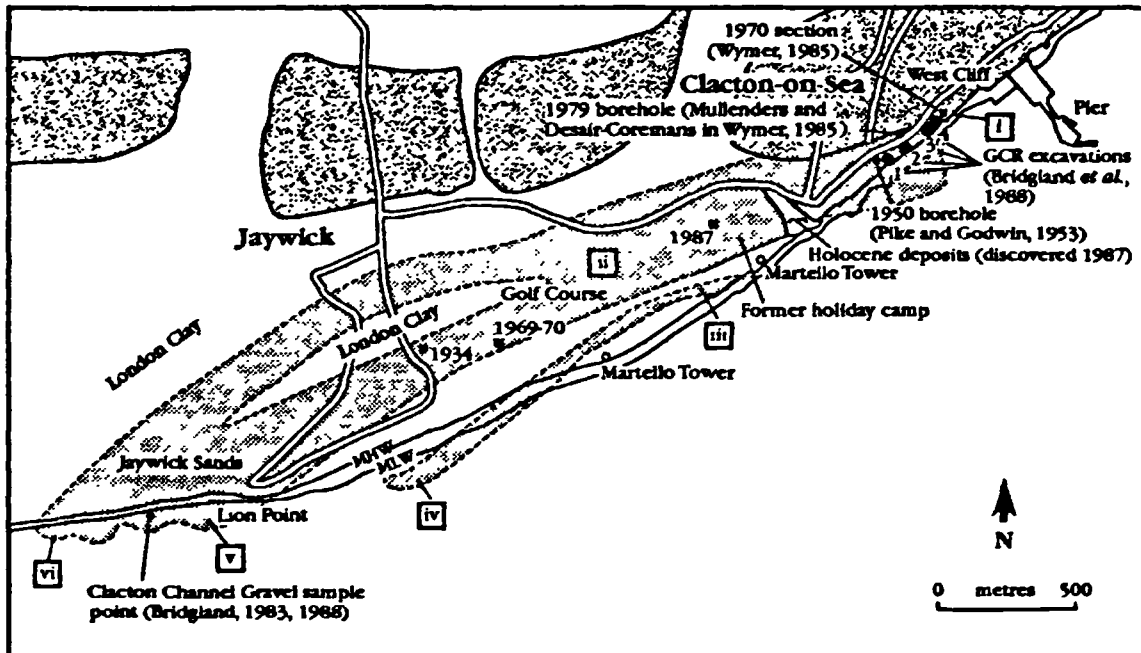 1970 section
(Wymer, 1985)
West Cliff
Clacton-on Sea
Pier
1979 borehole (Mullenders and
Desair-Coremans in Wymer, 1985)
i
3
2
1
GCR excavations
(Bridgland et al.,
1988)
1950 borehole
(Pike and Godwin, 1953)
Jaywick
1987
Holocene deposits (discovered 1987)
ii
Martello Tower
Golf Course
Former holiday camp
London Clay
London Clay
1969-70
iii
1934
Martello Tower
MHW
MLW
Jaywick Sands
Lion Point
iv
N
v
vi
Clacton Channel Gravel sample
point (Bridgland, 1983, 1988)
0 metres 500